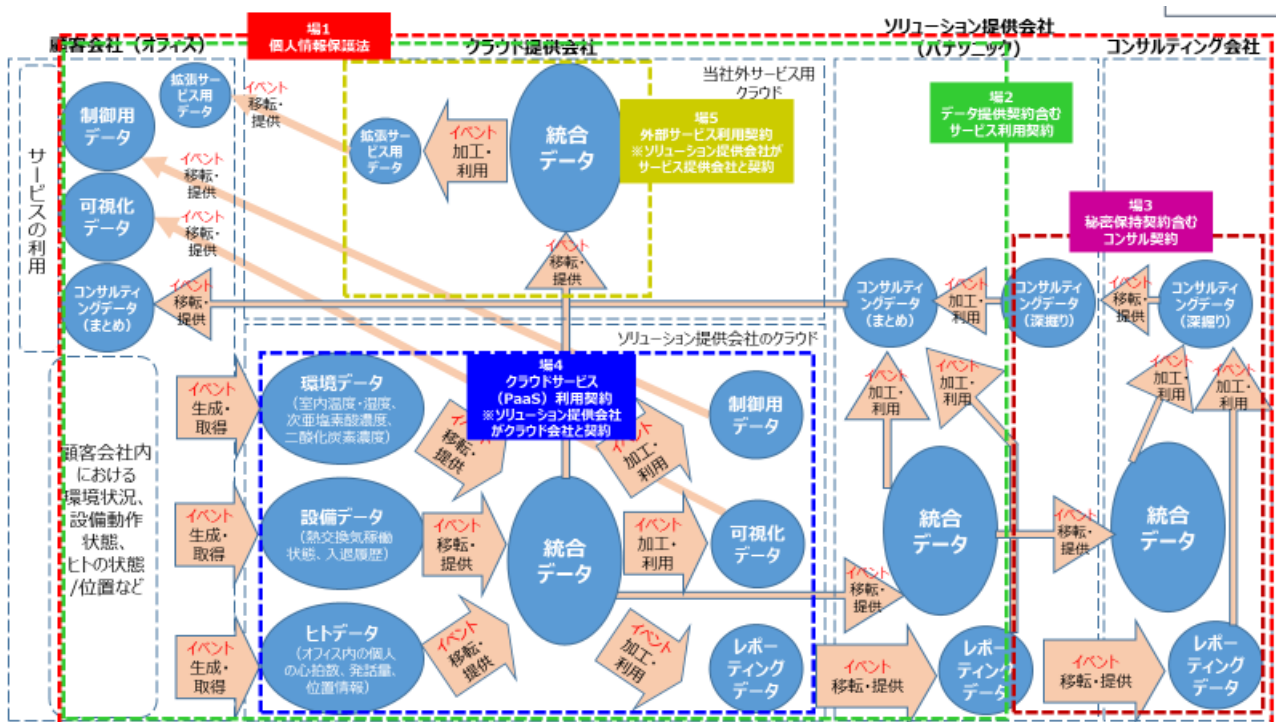 場1
個人情報保護法
顧客会社（オフィス）
クラウド提供会社
ソリューション提供会社
（パナソニック）
コンサルティング会社
サービスの利用
制御用
データ
拡張サー
ビス用
データ
イベント
移転・
提供
当社外サービス用
クラウド
拡張サー
ビス用
データ
イベント
加工・
利用
統合
データ
場5
外部サービス利用契約
※ソリューション提供会社が
サービス提供会社と契約
場2
データ提供契約含む
サービス利用契約
イベント
移転・
提供
可視化
データ
イベント
移転・
提供
場3
秘密保持契約含む
コンサル契約
コンサルティ
ングデータ
（まとめ）
イベント
移転・
提供
イベント
移転・
提供
コンサルティ
ングデータ
（まとめ）
イベント
加工・
利用
コンサルティ
ングデータ
（深掘り）
イベント
移転・
提供
コンサルティ
ングデータ
（深掘り）
ソリューション提供会社のクラウド
場4
クラウドサービス
（PaaS）利用契約
※ソリューション提供会社
がクラウド会社と契約
イベント
生成・
取得
環境データ
（室内温度・湿度、
次亜塩素酸濃度、
二酸化炭素濃度）
イベント
移転・
提供
加工・
利用
制御用
データ
イベント
加工・
利用
イベント
加工・
利用
イベント
加工・
利用
イベント
加工・
利用
顧客会社内
における
環境状況、
設備動作
状態、
ヒトの状態
/位置など
イベント
生成・
取得
設備データ
（熱交換気稼働
状態、入退履歴）
イベント
移転・
提供
統合
データ
イベント
加工・
利用
可視化
データ
統合
データ
イベント
移転・
提供
統合
データ
イベント
移転・
提供
イベント
生成・
取得
ヒトデータ
（オフィス内の個人
の心拍数、発話量、
位置情報）
イベント
移転・
提供
イベント
加工・
利用
レポー
ティング
データ
イベント
移転・提供
レポー
ティング
データ
イベント
移転・提供
レポー
ティング
データ